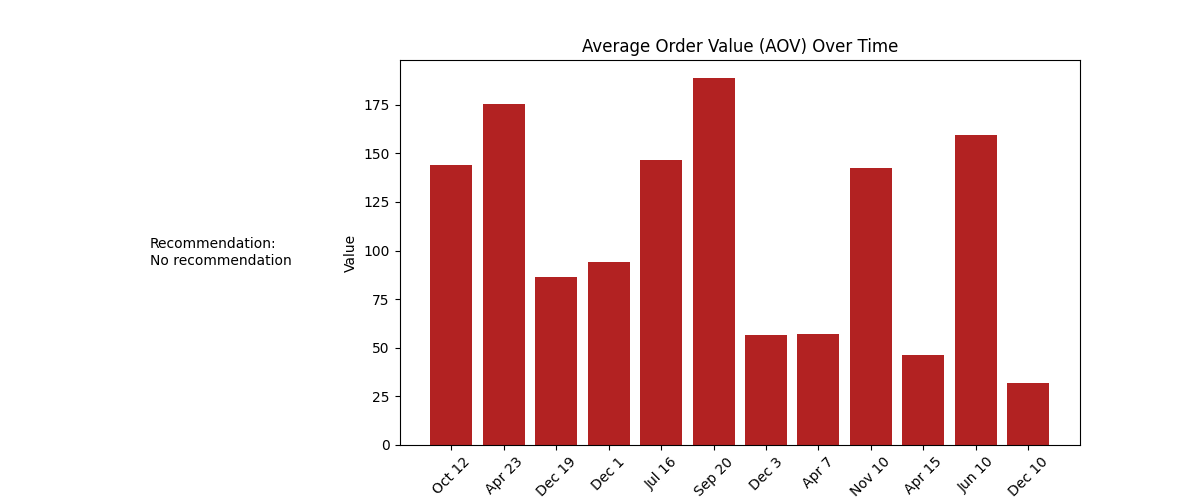 Average Order Value (AOV) Over Time
Recommendation:
No recommendation
Value
175
150
125
100
75
50
25
0
Oct 12
Apr 23
Dec 19
Dec 1
Jul 16
Sep 20
Dec 3
Apr 7
Nov 10
Apr 15
Jun 10
Dec 10